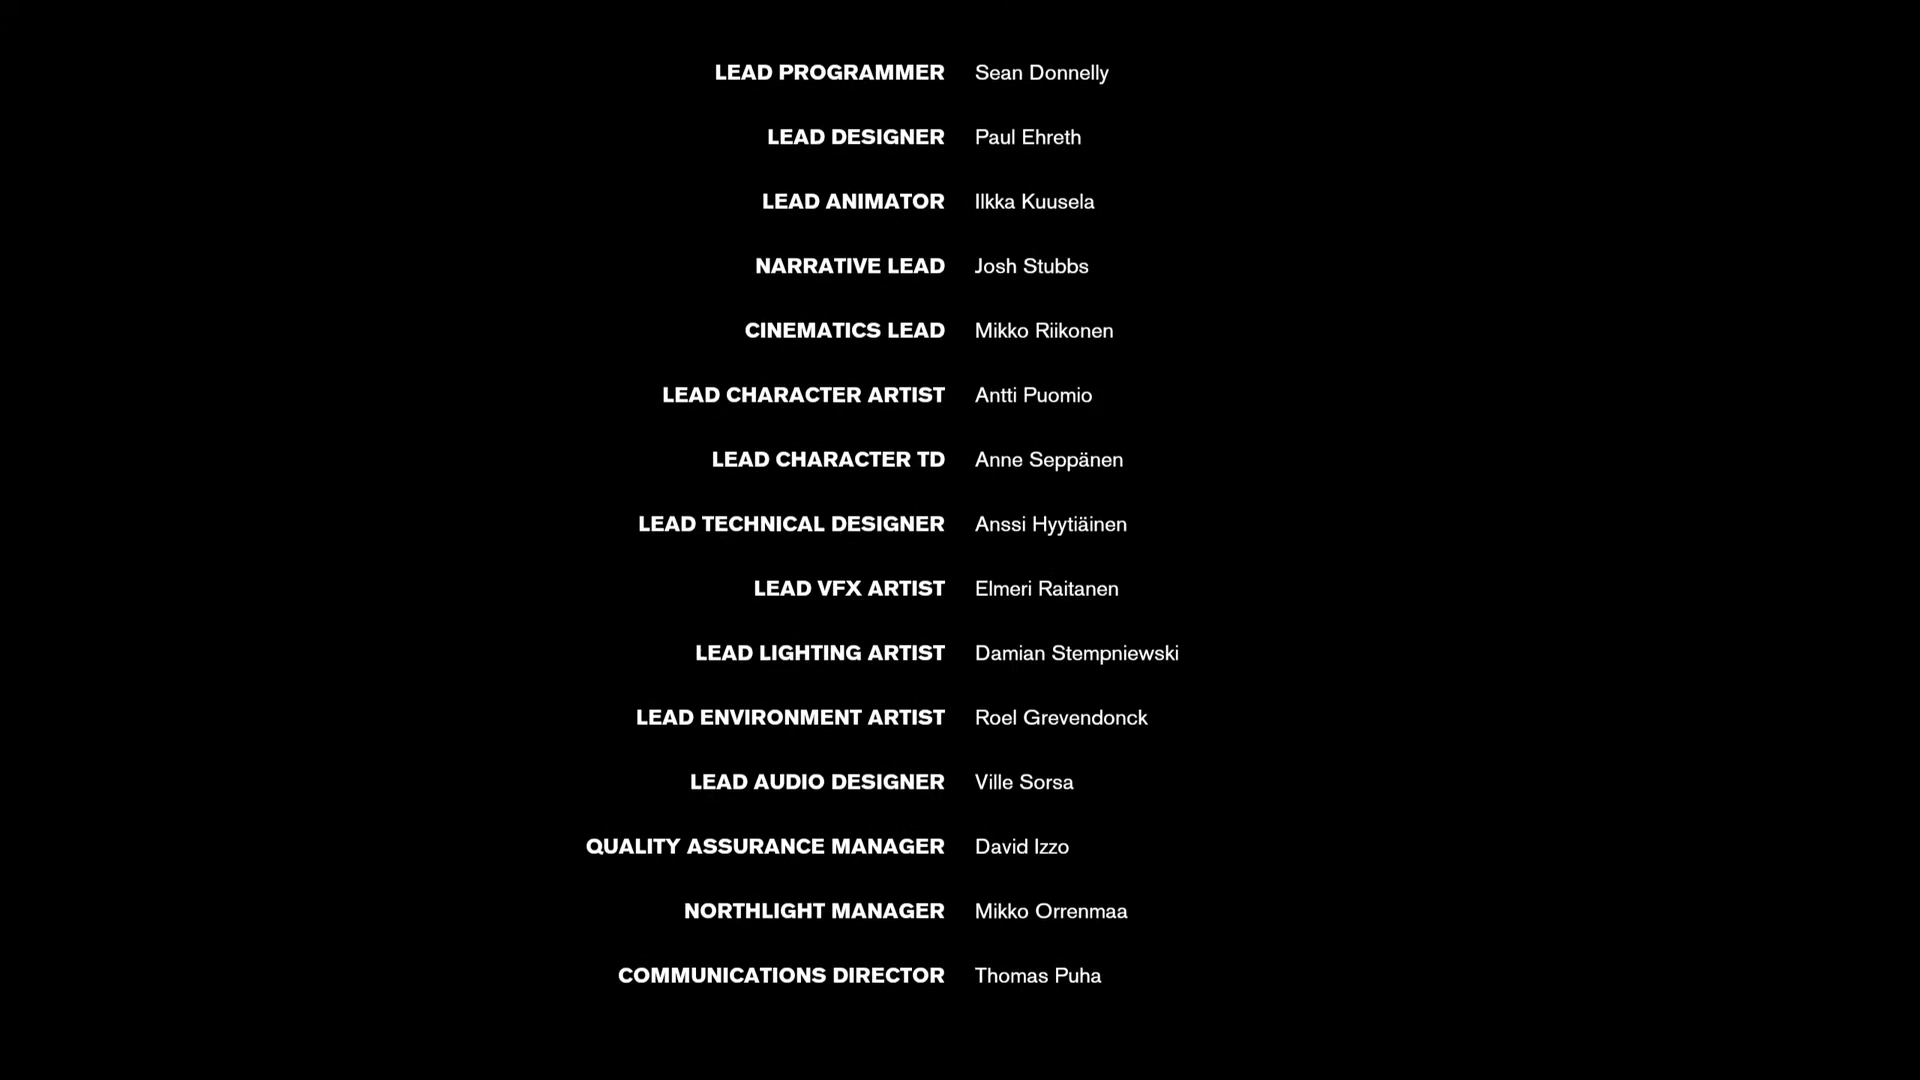 LEAD PROGRAMMER Sean Donnelly
LEAD DESIGNER Paul Ehreth
LEAD ANIMATOR Ilkka Kuusela
NARRATIVE LEAD Josh Stubbs
CINEMATICS LEAD Mikko Riikonen
LEAD CHARACTER ARTIST Antti Puomio
LEAD CHARACTER TD Anne Seppänen
LEAD TECHNICAL DESIGNER Anssi Hyytiäinen
LEAD VFX ARTIST Elmeri Raitanen
LEAD LIGHTING ARTIST Damian Stempniewski
LEAD ENVIRONMENT ARTIST Roel Grevendonck
LEAD AUDIO DESIGNER Ville Sorsa
QUALITY ASSURANCE MANAGER David Izzo
NORTHLIGHT MANAGER Mikko Orrenmaa
COMMUNICATIONS DIRECTOR Thomas Puha